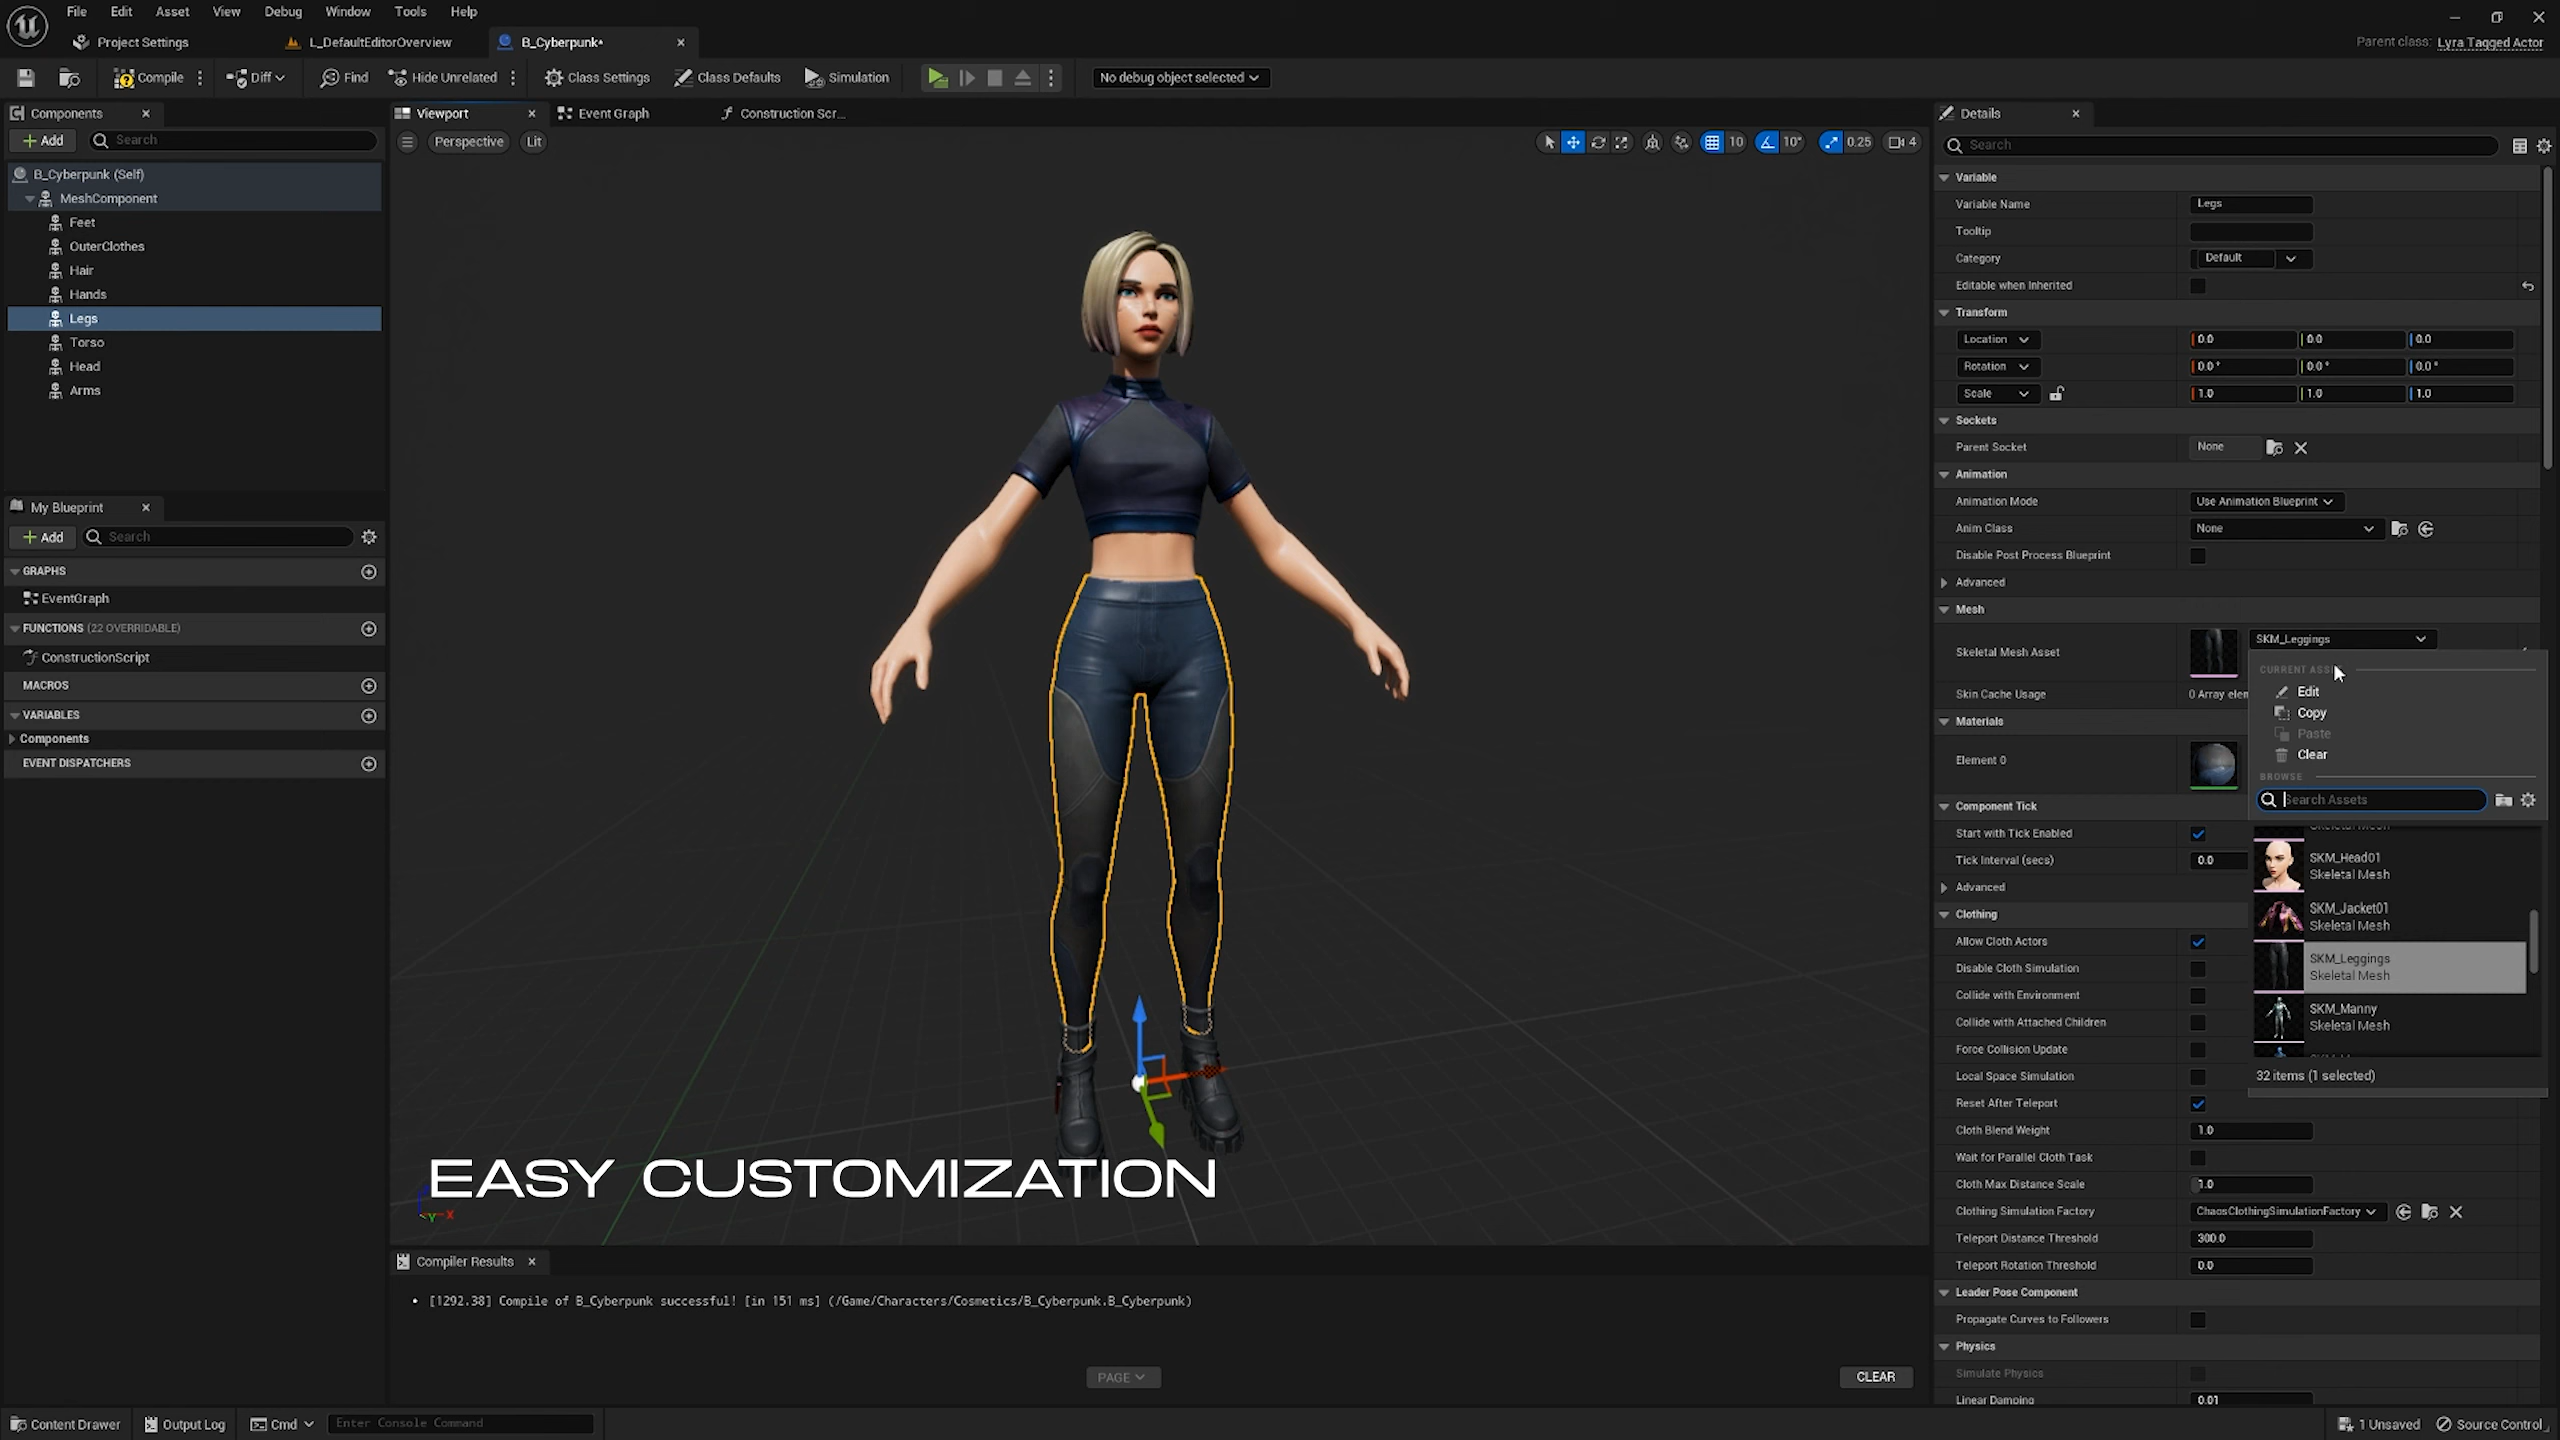 File Edit Asset View Debug Window Tools Help
Project Settings L_DefaultEditorOverview B_Cyberpunk* Parent class: Lyra Tagged Actor
Compile Diff Find Hide Unrelated Class Settings Class Defaults Simulation No debug object selected
Components
Add Search
B_Cyberpunk (Self)
MeshComponent
Feet
OuterClothes
Hair
Hands
Legs
Torso
Head
Arms
My Blueprint
Add Search
GRAPHS
EventGraph
FUNCTIONS (22 OVERRIDABLE)
ConstructionScript
MACROS
VARIABLES
Components
EVENT DISPATCHERS
Viewport Event Graph Construction Scr...
Perspective Lit 10 10° 0.25 4
EASY CUSTOMIZATION
Y X
Compiler Results
• [1292.38] Compile of B_Cyberpunk successful! [in 151 ms] (/Game/Characters/Cosmetics/B_Cyberpunk.B_Cyberpunk)
PAGE CLEAR
Details
Search
Variable
Variable Name Legs
Tooltip
Category Default
Editable when Inherited
Transform
Location 0.0 0.0 0.0
Rotation 0.0° 0.0° 0.0°
Scale 1.0 1.0 1.0
Sockets
Parent Socket None
Animation
Animation Mode Use Animation Blueprint
Anim Class None
Disable Post Process Blueprint
Advanced
Mesh
Skeletal Mesh Asset SKM_Leggings
Skin Cache Usage 0 Array
Materials
Element 0
CURRENT
Edit
Copy
Paste
Clear
BROWSE
Search Assets
Skeletal Mesh
SKM_Head01
Skeletal Mesh
SKM_Jacket01
Skeletal Mesh
SKM_Leggings
Skeletal Mesh
SKM_Manny
Skeletal Mesh
32 items (1 selected)
Component Tick
Start with Tick Enabled
Tick Interval (secs) 0.0
Advanced
Clothing
Allow Cloth Actors
Disable Cloth Simulation
Collide with Environment
Collide with Attached Children
Force Collision Update
Local Space Simulation
Reset After Teleport
Cloth Blend Weight 1.0
Wait for Parallel Cloth Task
Cloth Max Distance Scale 1.0
Clothing Simulation Factory ChaosClothingSimulationFactory
Teleport Distance Threshold 300.0
Teleport Rotation Threshold 0.0
Leader Pose Component
Propagate Curves to Followers
Physics
Simulate Physics
Linear Damping 0.01
Content Drawer Output Log Cmd Enter Console Command 1 Unsaved Source Control